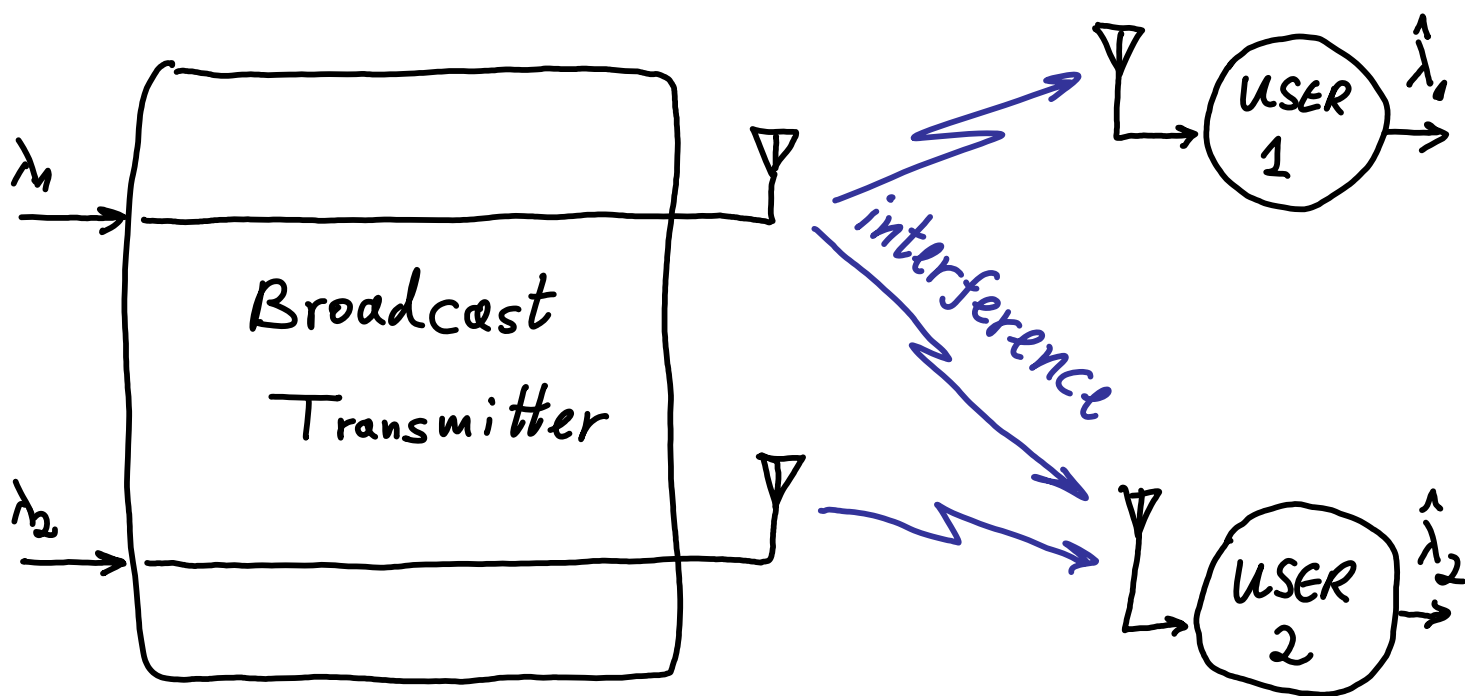 λ1
λ2
Broadcast
Transmitter
interference
USER
1
λ̂1
USER
2
λ̂2